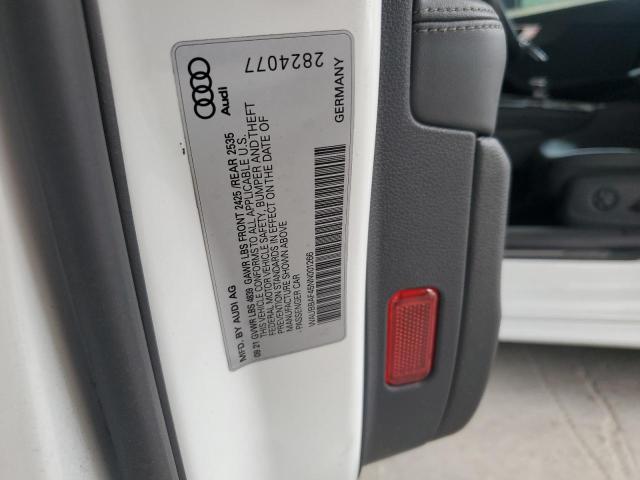 Audi
2824077
GERMANY
MFD. BY AUDI AG
08 21 GVWR LBS 4839 GAWR LBS FRONT 2425 /REAR 2535
THIS VEHICLE CONFORMS TO ALL APPLICABLE U.S.
FEDERAL MOTOR VEHICLE SAFETY, BUMPER AND THEFT
PREVENTION STANDARDS IN EFFECT ON THE DATE OF
MANUFACTURE SHOWN ABOVE
-PASSENGER CAR